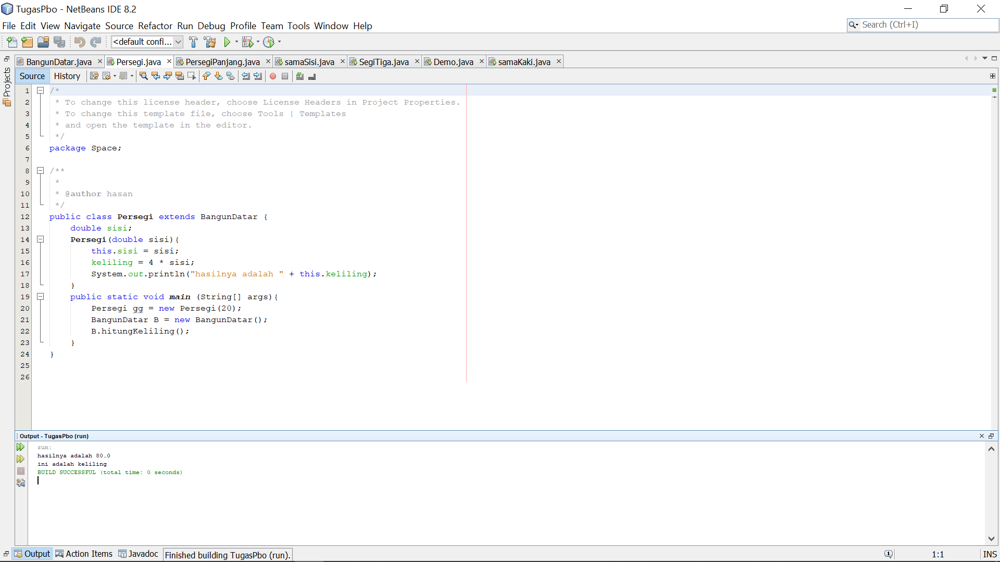 TugasPbo - NetBeans IDE 8.2
File Edit View Navigate Source Refactor Run Debug Profile Team Tools Window Help
Search (Ctrl+I)
<default confi...
Projects
BangunDatar.java Persegi.java PersegiPanjang.java samaSisi.java SegiTiga.java Demo.java samaKaki.java
Source History
1 /*
2 * To change this license header, choose License Headers in Project Properties.
3 * To change this template file, choose Tools | Templates
4 * and open the template in the editor.
5 */
6 package Space;
7
8 /**
9 *
10 * @author hasan
11 */
12 public class Persegi extends BangunDatar {
13 double sisi;
14 Persegi(double sisi){
15 this.sisi = sisi;
16 keliling = 4 * sisi;
17 System.out.println("hasilnya adalah " + this.keliling);
18 }
19 public static void main (String[] args){
20 Persegi gg = new Persegi(20);
21 BangunDatar B = new BangunDatar();
22 B.hitungKeliling();
23 }
24 }
25
26
Output - TugasPbo (run)
run:
hasilnya adalah 80.0
ini adalah keliling
BUILD SUCCESSFUL (total time: 0 seconds)
Output Action Items Javadoc Finished building TugasPbo (run).
1:1 INS